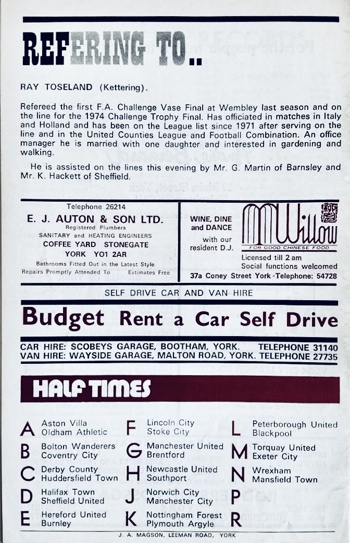 REFERING TO..
RAY TOSELAND (Kettering).
Refereed the first F.A. Challenge Vase Final at Wembley last season and on
the line for the 1974 Challenge Trophy Final. Has officiated in matches in Italy
and Holland and has been on the League list since 1971 after serving on the
line and in the United Counties League and Football Combination. An office
manager he is married with one daughter and interested in gardening and
walking.
He is assisted on the lines this evening by Mr. G. Martin of Barnsley and
Mr. K. Hackett of Sheffield.
Telephone 26214
E. J. AUTON & SON LTD.
Registered Plumbers
SANITARY and HEATING ENGINEERS
COFFEE YARD STONEGATE
YORK YO1 2AR
Bathrooms Fitted Out in the Latest Style
Repairs Promptly Attended To Estimates Free
WINE, DINE
and DANCE
with our
resident D.J.
Willow
FOR GOOD CHINESE FOOD
Licensed till 2 am
Social functions welcomed
37a Coney Street York - Telephone: 54728
SELF DRIVE CAR AND VAN HIRE
Budget Rent a Car Self Drive
CAR HIRE: SCOBEYS GARAGE, BOOTHAM, YORK. TELEPHONE 31140
VAN HIRE: WAYSIDE GARAGE, MALTON ROAD, YORK. TELEPHONE 27735
HALF TIMES
A Aston Villa
Oldham Athletic
B Bolton Wanderers
Coventry City
C Derby County
Huddersfield Town
D Halifax Town
Sheffield United
E Hereford United
Burnley
F Lincoln City
Stoke City
G Manchester United
Brentford
H Newcastle United
Southport
J Norwich City
Manchester City
K Nottingham Forest
Plymouth Argyle
L Peterborough United
Blackpool
M Torquay United
Exeter City
N Wrexham
Mansfield Town
P
R
J. A. MAGSON, LEEMAN ROAD, YORK